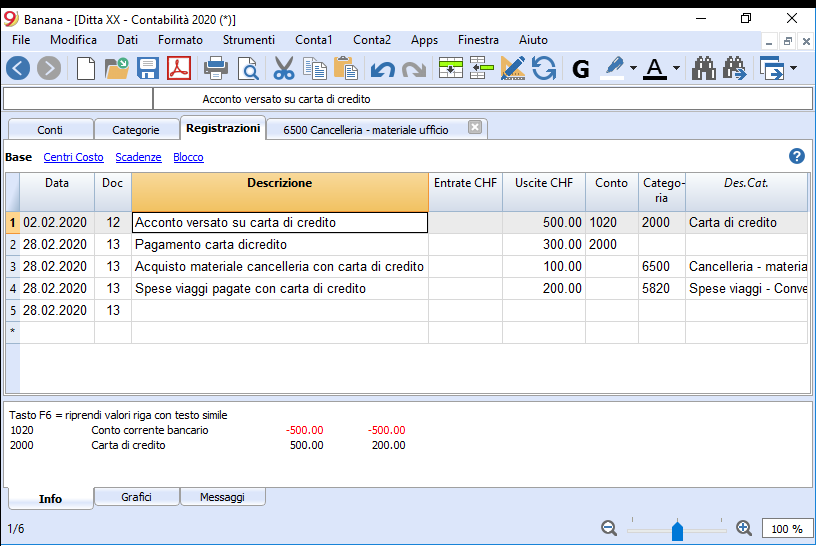 Banana - [Ditta XX - Contabilità 2020 (*)]
File Modifica Dati Formato Strumenti Conta1 Conta2 Apps Finestra Aiuto
G A
Acconto versato su carta di credito
Conti Categorie Registrazioni 6500 Cancelleria - materiale ufficio
Base Centri Costo Scadenze Blocco
Data Doc Descrizione Entrate CHF Uscite CHF Conto Catego-ria Des.Cat.
1 02.02.2020 12 Acconto versato su carta di credito 500.00 1020 2000 Carta di credito
2 28.02.2020 13 Pagamento carta dicredito 300.00 2000
3 28.02.2020 13 Acquisto materiale cancelleria con carta di credito 100.00 6500 Cancelleria - materia
4 28.02.2020 13 Spese viaggi pagate con carta di credito 200.00 5820 Spese viaggi - Conve
5 28.02.2020 13
*
Tasto F6 = riprendi valori riga con testo simile
1020 Conto corrente bancario -500.00 -500.00
2000 Carta di credito 500.00 200.00
Info Grafici Messaggi
1/6 100 %